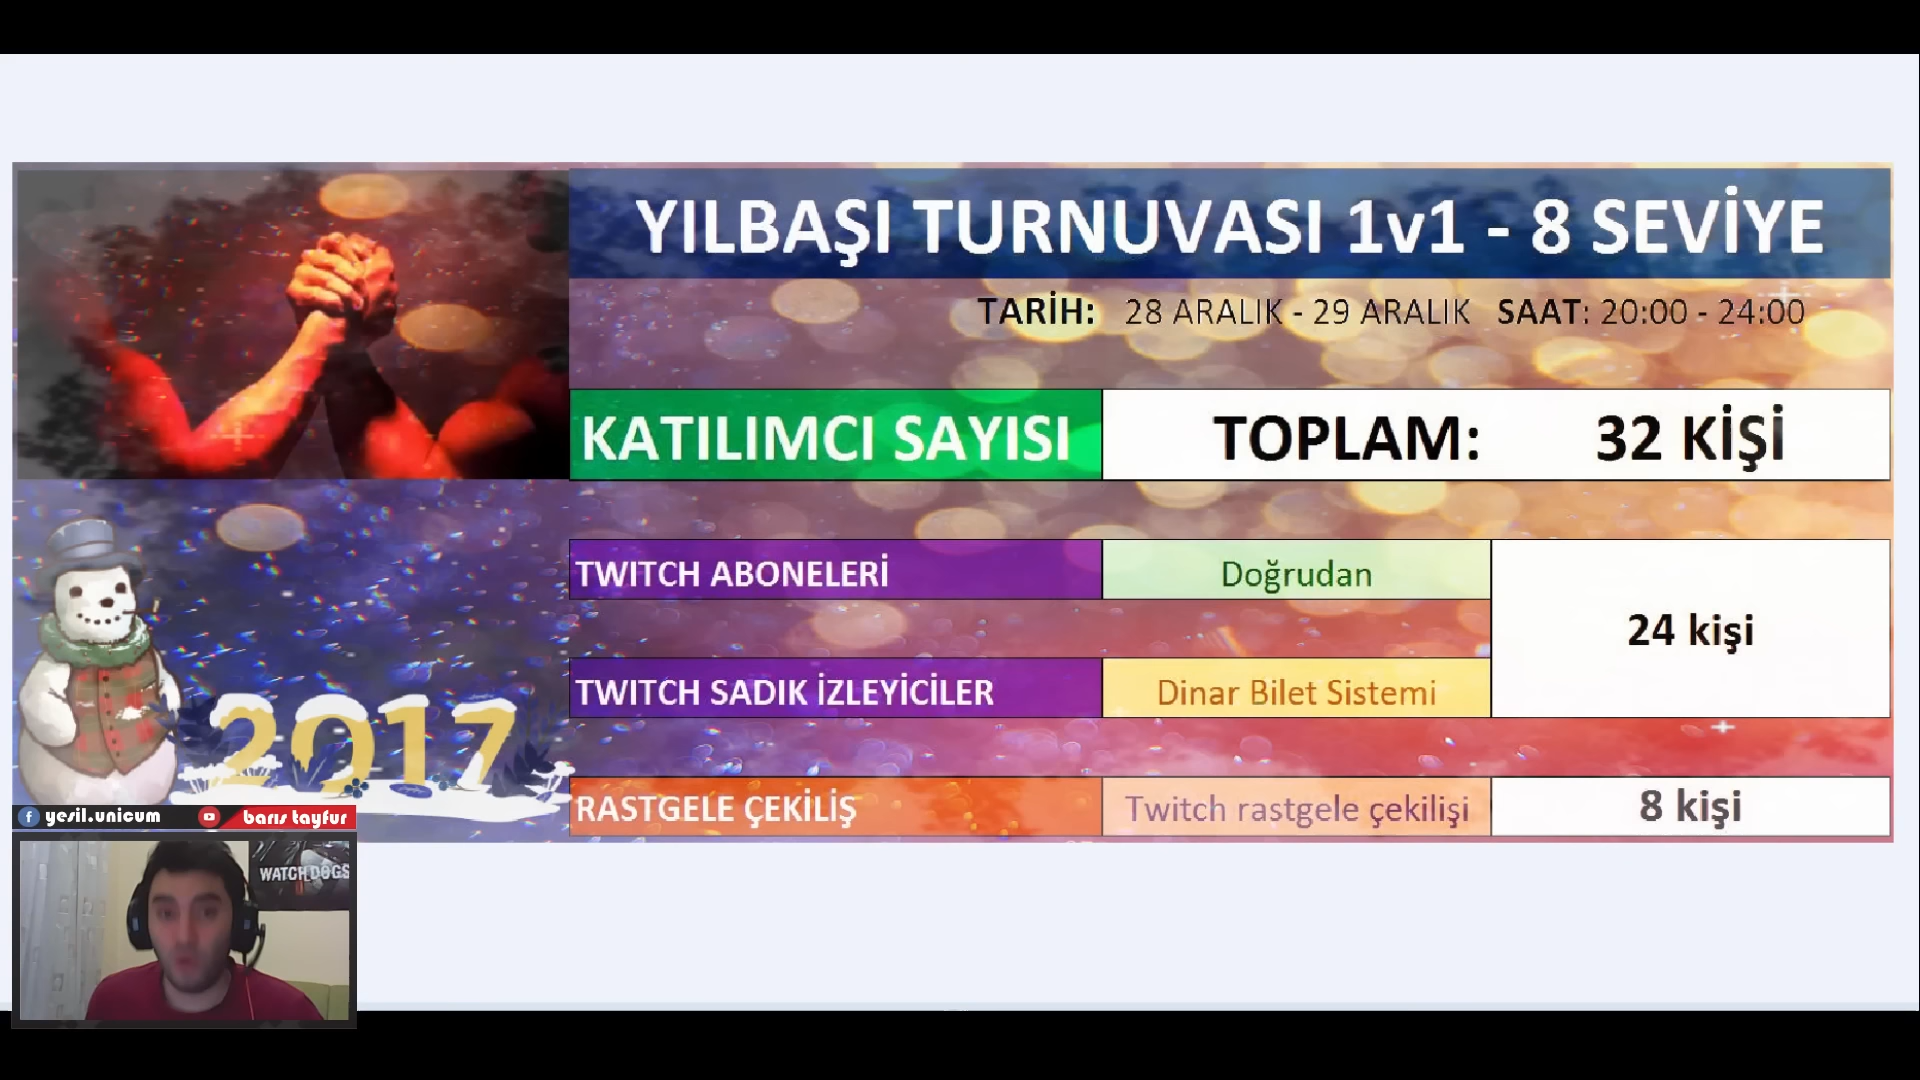 YILBAŞI TURNUVASI 1v1 - 8 SEVİYE
TARİH: 28 ARALIK - 29 ARALIK SAAT: 20:00 - 24:00
KATILIMCI SAYISI TOPLAM: 32 KİŞİ
TWITCH ABONELERİ Doğrudan
24 kişi
TWITCH SADIK İZLEYİCİLER Dinar Bilet Sistemi
2017
RASTGELE ÇEKİLİŞ Twitch rastgele çekilişi 8 kişi
f yesil.unicum barıs tayfur
WATCH DOGS